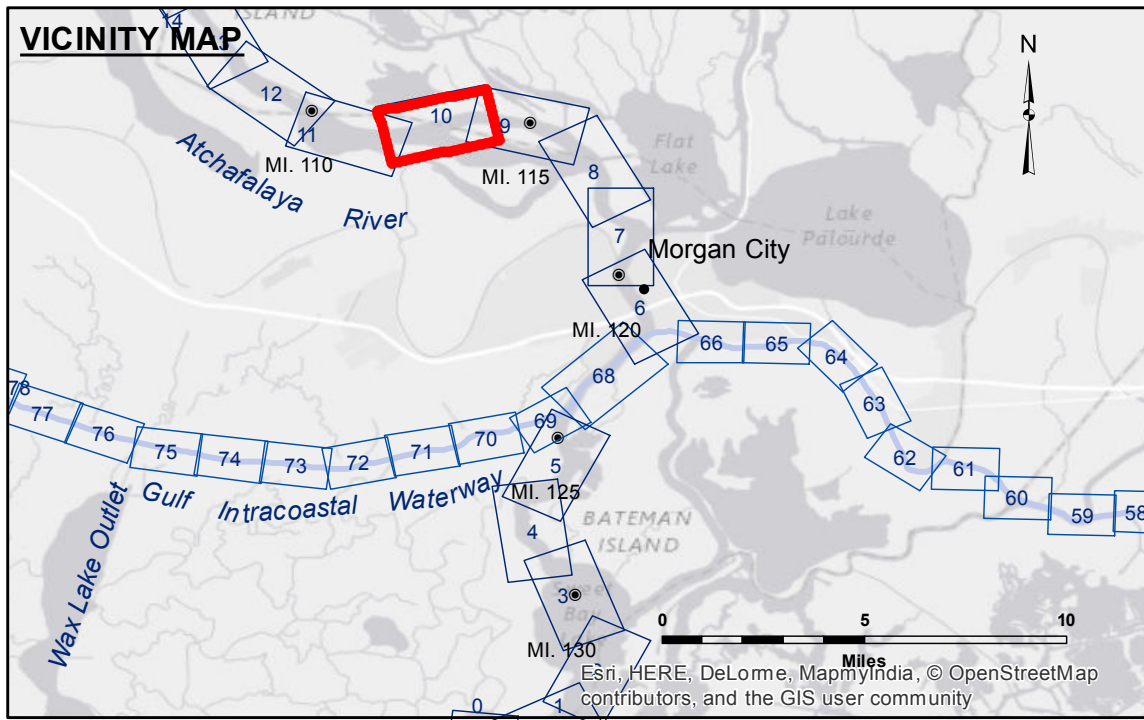 ISLAND
VICINITY MAP
N
14
12
10
9
11
MI. 110
MI. 115
Atchafalaya River
8
Flat
Lake
Lake
Palourde
7
Morgan City
6
MI. 120
66
65
64
68
63
78
77
76
75
74
73
72
71
70
69
62
61
60
59
58
5
MI. 125
Wax Lake Outlet
Gulf Intracoastal Waterway
4
BATEMAN
ISLAND
3
MI. 130
0
5
10
Miles
Esri, HERE, DeLorme, MapmyIndia, © OpenStreetMap
contributors, and the GIS user community
0
1